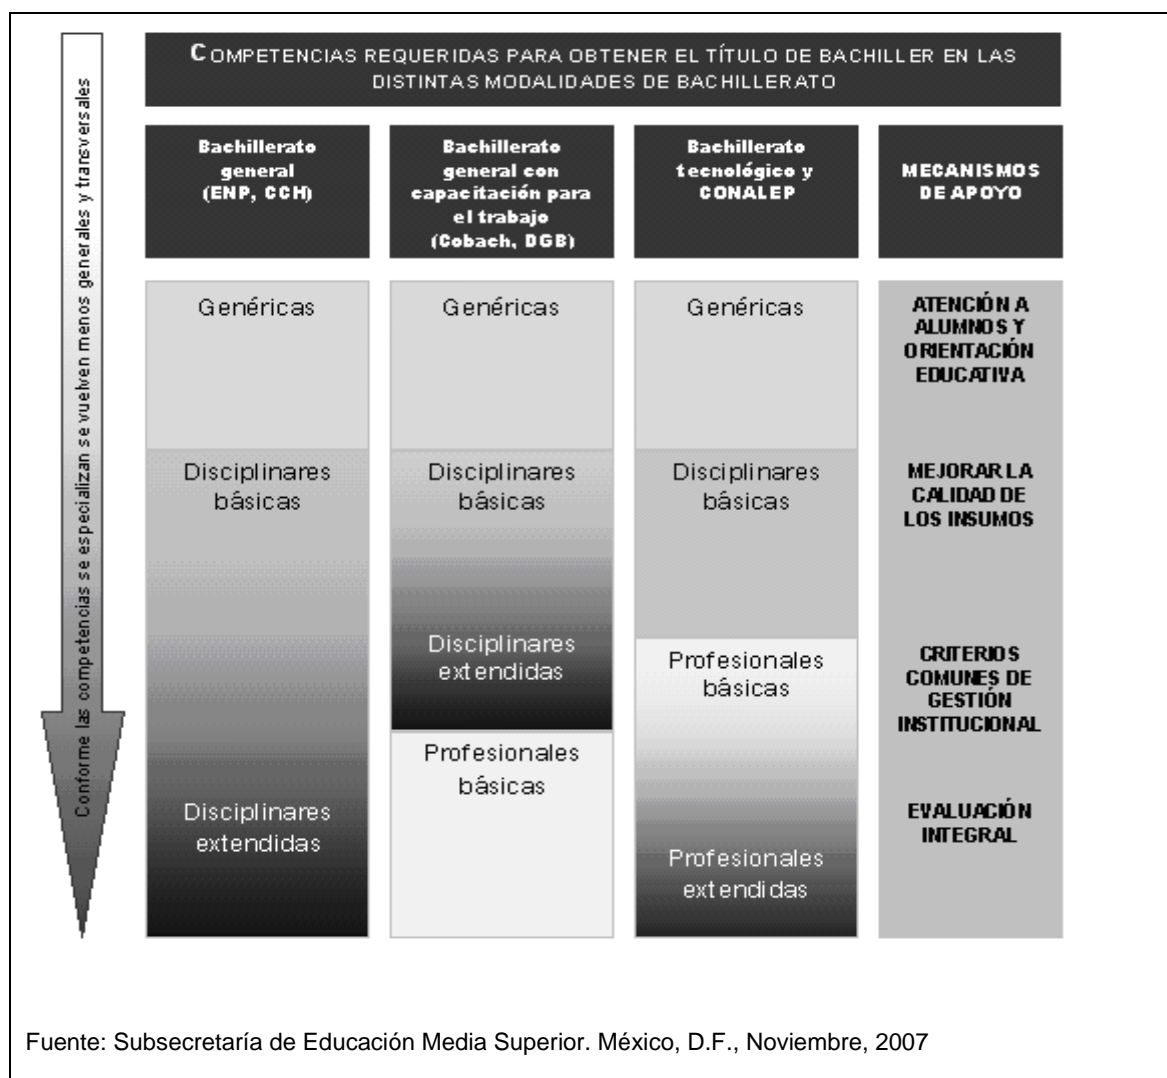 Conforme las competencias se especializan se vuelven menos generales y transversales
COMPETENCIAS REQUERIDAS PARA OBTENER EL TÍTULO DE BACHILLER EN LAS
DISTINTAS MODALIDADES DE BACHILLERATO
Bachillerato
general
(ENP, CCH)
Bachillerato
general con
capacitación para
el trabajo
(Cobach, DGB)
Bachillerato
tecnológico y
CONALEP
MECANISMOS
DE APOYO
Genéricas
Disciplinares
básicas
Disciplinares
extendidas
Genéricas
Disciplinares
básicas
Disciplinares
extendidas
Profesionales
básicas
Genéricas
Disciplinares
básicas
Profesionales
básicas
Profesionales
extendidas
ATENCIÓN A
ALUMNOS Y
ORIENTACIÓN
EDUCATIVA
MEJORAR LA
CALIDAD DE
LOS INSUMOS
CRITERIOS
COMUNES DE
GESTIÓN
INSTITUCIONAL
EVALUACIÓN
INTEGRAL
Fuente: Subsecretaría de Educación Media Superior. México, D.F., Noviembre, 2007